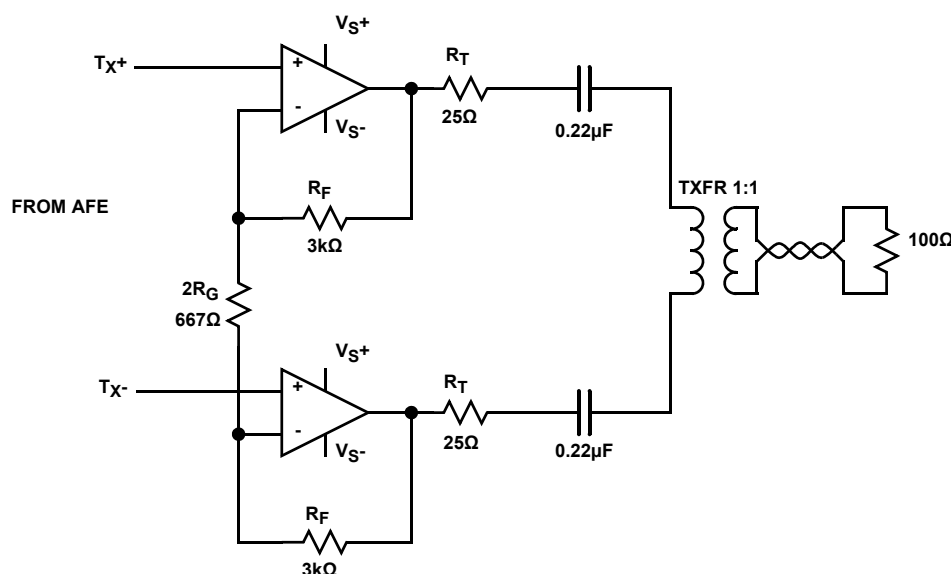 VS+
TX+
RT
25Ω
0.22µF
VS-
TXFR 1:1
FROM AFE
RF
3kΩ
100Ω
2RG
667Ω
VS+
TX-
RT
25Ω
0.22µF
VS-
RF
3kΩ
+
-
+
-